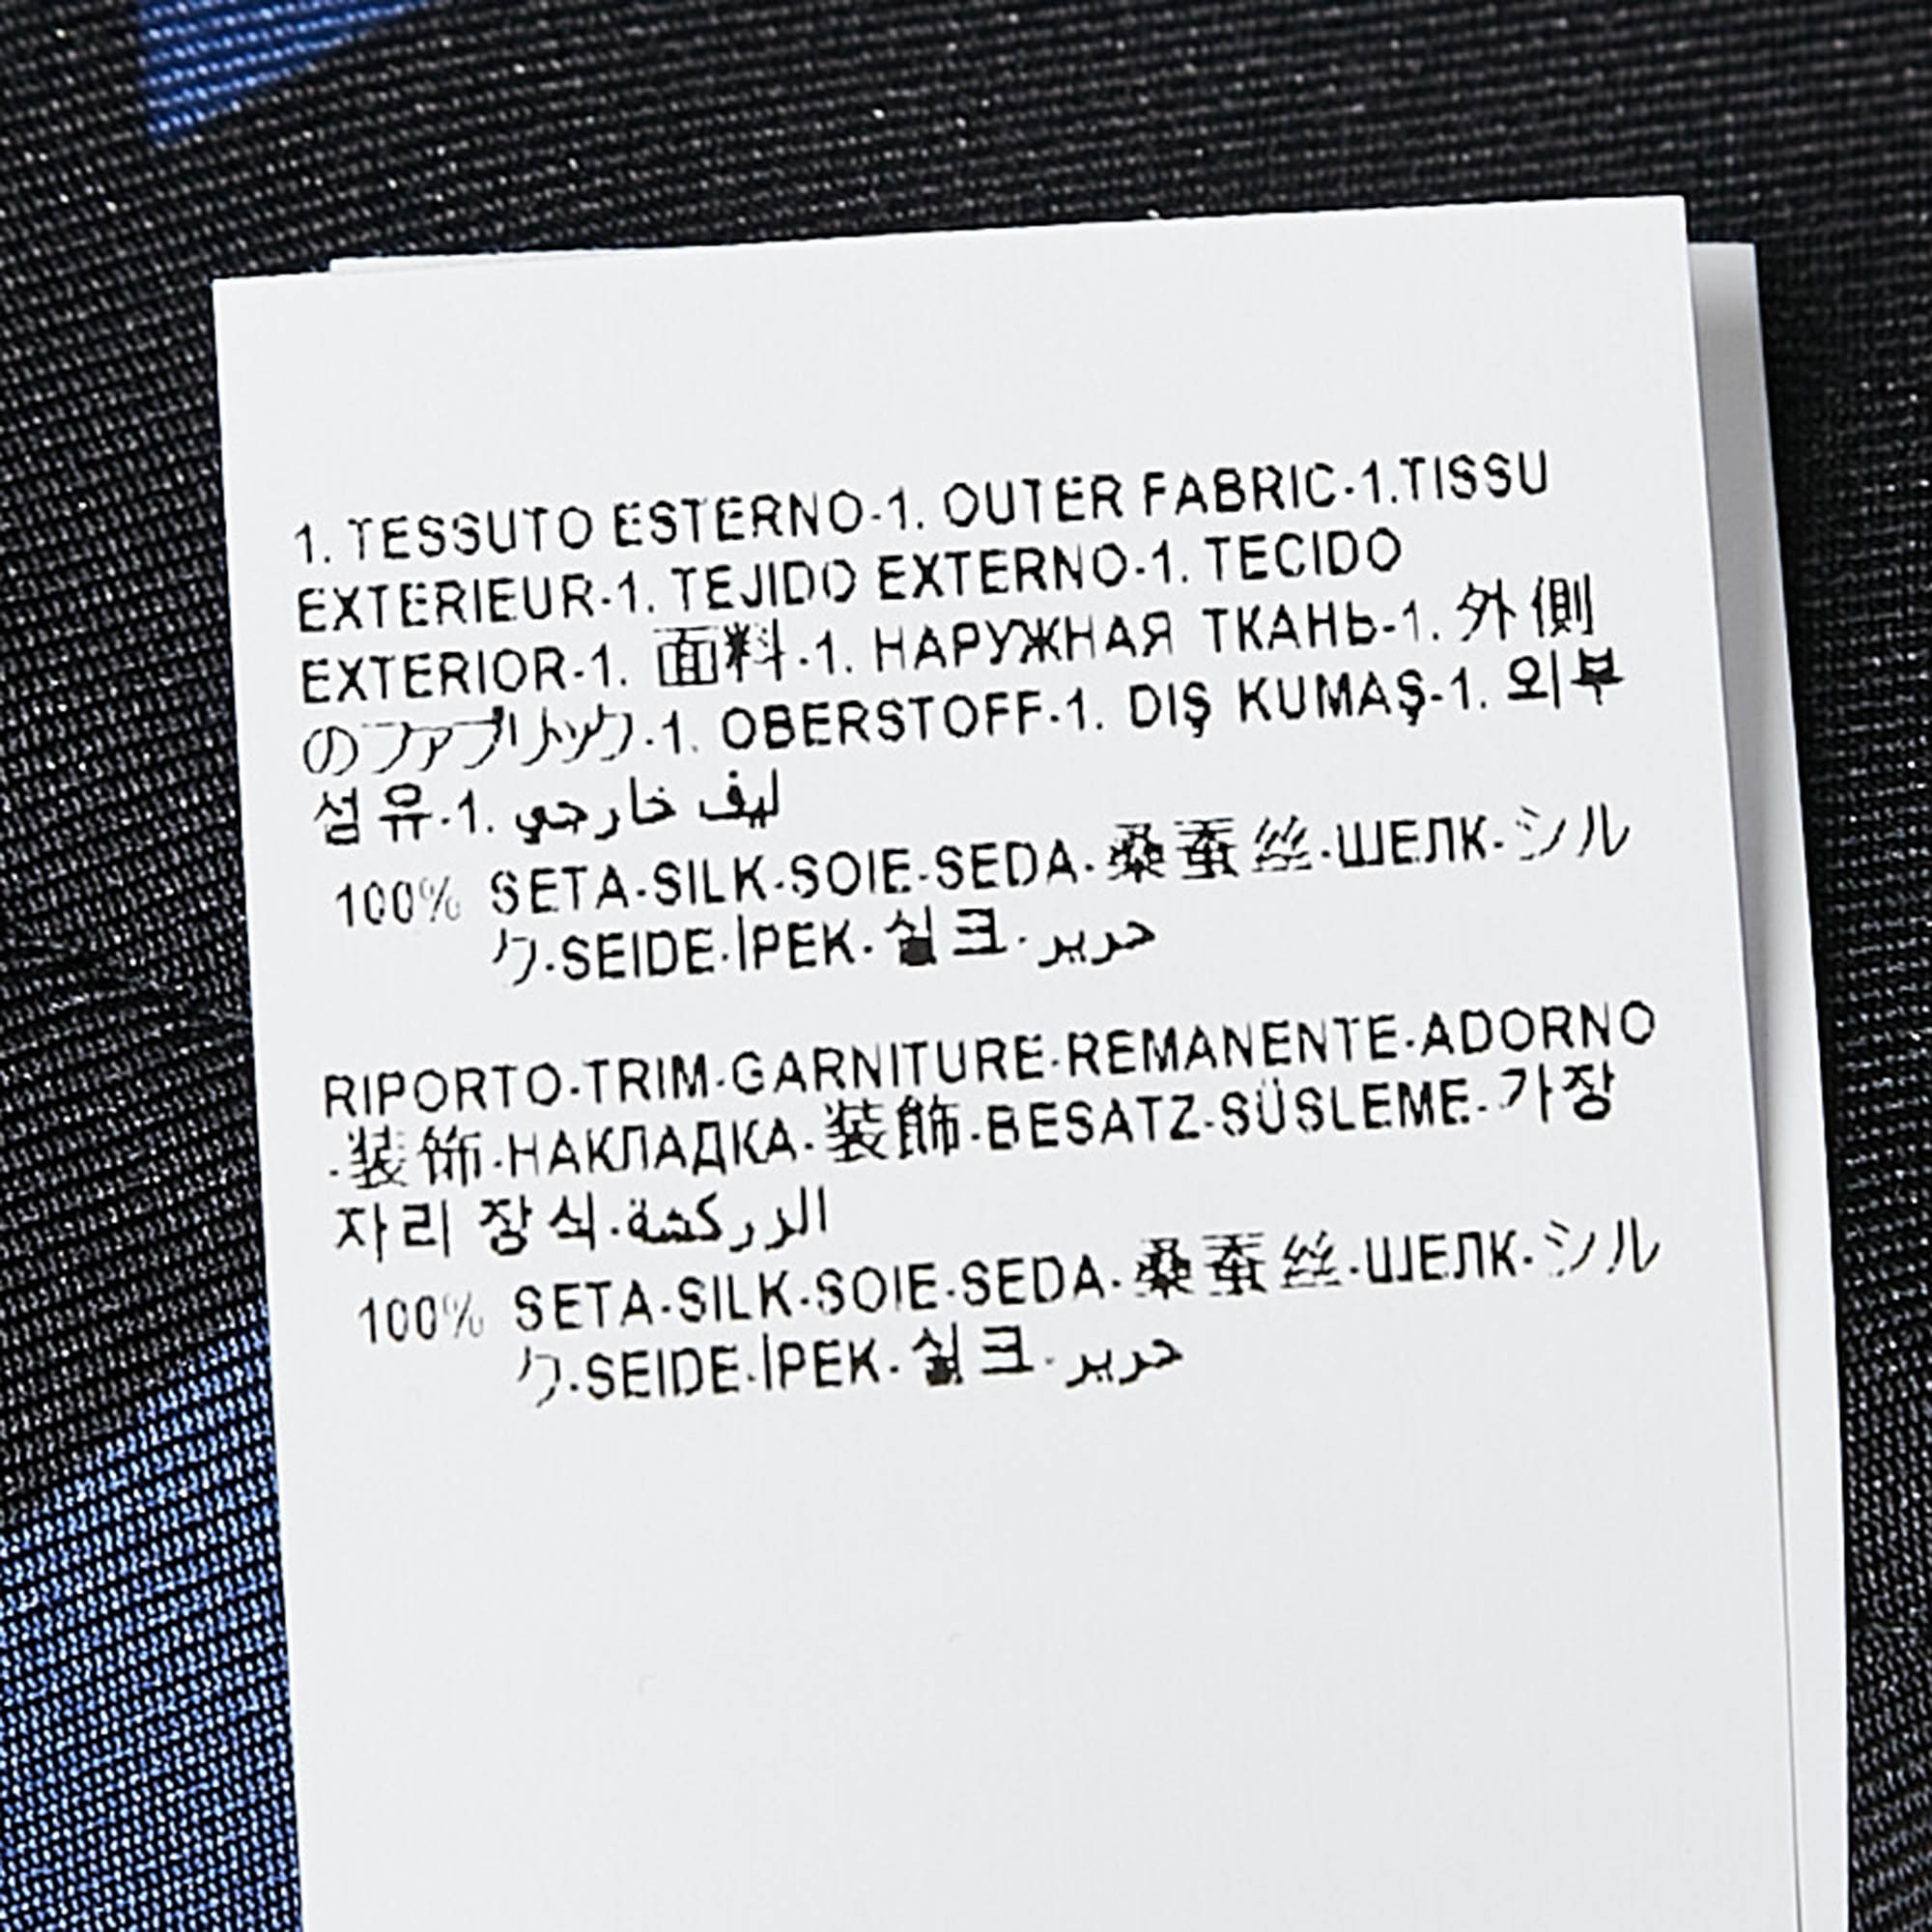 1. TESSUTO ESTERNO-1. OUTER FABRIC-1.TISSU
EXTERIEUR-1. TEJIDO EXTERNO-1. TECIDO
EXTERIOR-1. 面料-1. НАРУЖНАЯ ТКАНЬ-1. 外側
のファブリック-1. OBERSTOFF-1. DIŞ KUMAŞ-1. 외부
섬유-1. ليف خارجي
100% SETA-SILK-SOIE-SEDA-桑蚕丝-ШЕЛК-シル
ク-SEIDE-İPEK-실크-حرير
RIPORTO-TRIM-GARNITURE-REMANENTE-ADORNO
-装饰-НАКЛАДКА-装飾-BESATZ-SÜSLEME-가장
자리 장식-الزركشة
100% SETA-SILK-SOIE-SEDA-桑蚕丝-ШЕЛК-シル
ク-SEIDE-İPEK-실크-حرير